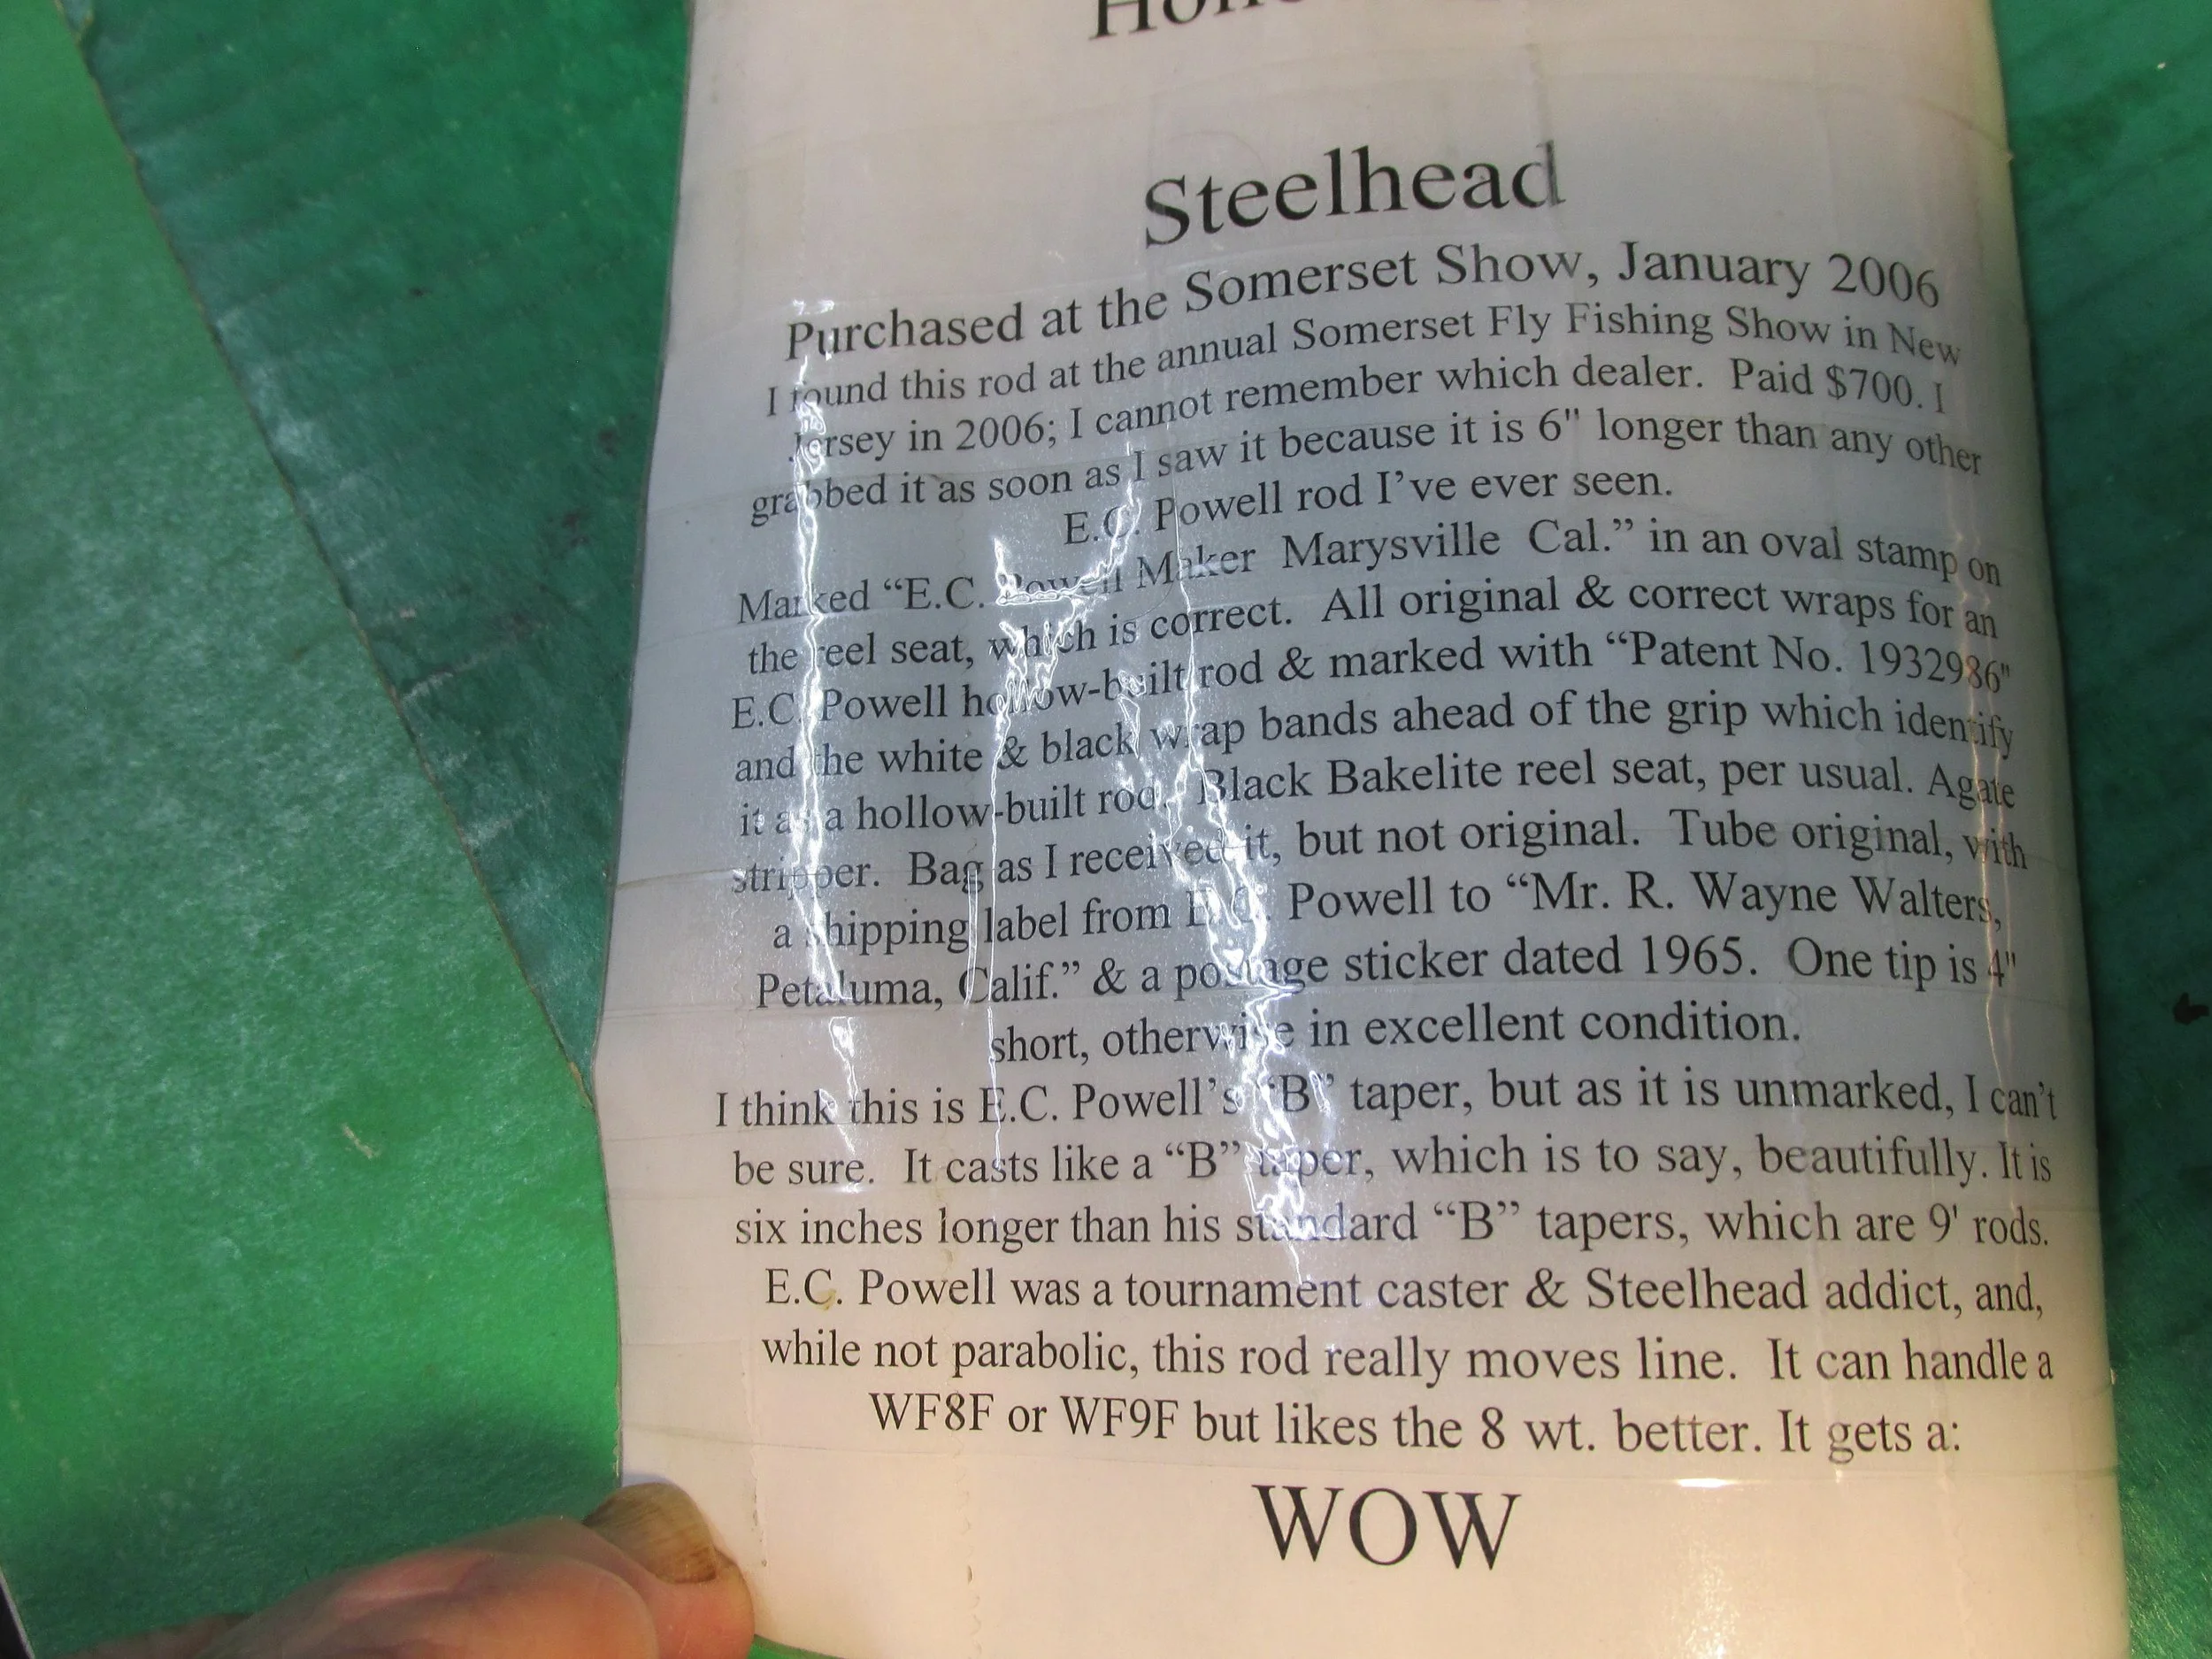 Steelhead
Purchased at the Somerset Show, January 2006
I found this rod at the annual Somerset Fly Fishing Show in New
Jersey in 2006; I cannot remember which dealer. Paid $700. I
grabbed it as soon as I saw it because it is 6" longer than any other
E.C. Powell rod I’ve ever seen.
Marked “E.C. Powell Maker Marysville Cal.” in an oval stamp on
the reel seat, which is correct. All original & correct wraps for an
E.C. Powell hollow-built rod & marked with “Patent No. 1932986"
and the white & black wrap bands ahead of the grip which identify
it as a hollow-built rod. Black Bakelite reel seat, per usual. Agate
stripper. Bag as I received it, but not original. Tube original, with
a shipping label from E.C. Powell to “Mr. R. Wayne Walters,
Petaluma, Calif.” & a postage sticker dated 1965. One tip is 4"
short, otherwise in excellent condition.
I think this is E.C. Powell’s “B” taper, but as it is unmarked, I can't
be sure. It casts like a “B” taper, which is to say, beautifully. It is
six inches longer than his standard “B” tapers, which are 9' rods.
E.C. Powell was a tournament caster & Steelhead addict, and,
while not parabolic, this rod really moves line. It can handle a
WF8F or WF9F but likes the 8 wt. better. It gets a:
WOW